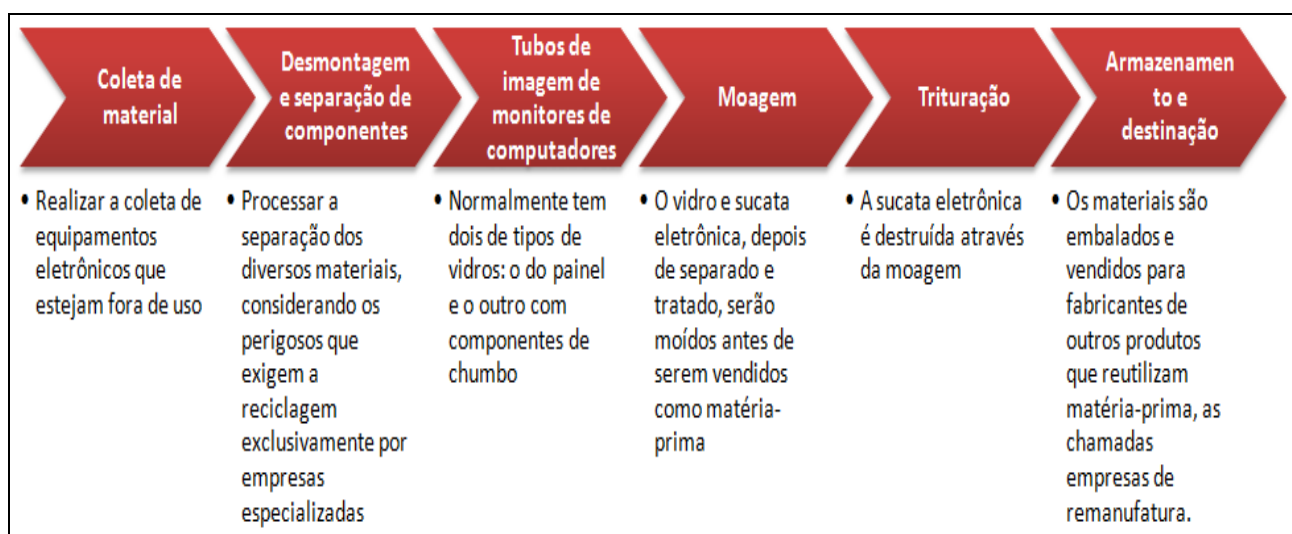 Coleta de
material
• Realizar a coleta de
equipamentos
eletrônicos que
estejam fora de uso
Desmontagem
e separação de
componentes
• Processar a
separação dos
diversos materiais,
considerando os
perigosos que
exigem a
reciclagem
exclusivamente por
empresas
especializadas
Tubos de
imagem de
monitores de
computadores
• Normalmente tem
dois de tipos de
vidros: o do painel
e o outro com
componentes de
chumbo
Moagem
• O vidro e sucata
eletrônica, depois
de separado e
tratado, serão
moídos antes de
serem vendidos
como matéria-
prima
Trituração
• A sucata eletrônica
é destruída através
da moagem
Armazenamen
to e
destinação
• Os materiais são
embalados e
vendidos para
fabricantes de
outros produtos
que reutilizam
matéria-prima, as
chamadas
empresas de
remanufatura.